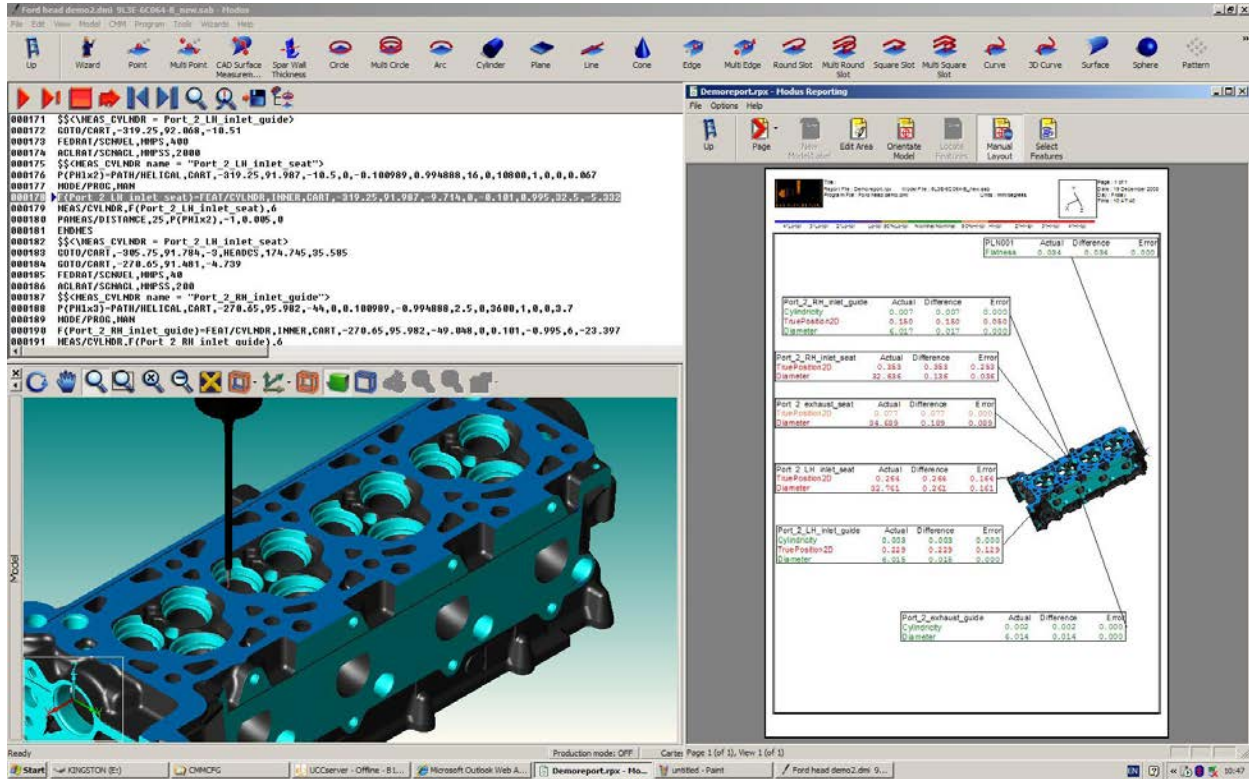 Ford head demo2.dmi 9L3E-6C064-8_new.sab - Modus
File Edit View Model CMM Program Tools Wizards Help
Up Wizard Point Multi Point CAD Surface Measurem... Spar Wall Thickness Circle Multi Circle Arc Cylinder Plane Line Cone Edge Multi Edge Round Slot Multi Round Slot Square Slot Multi Square Slot Curve 3D Curve Surface Sphere Pattern
000171 $$<\MEAS_CYLNDR = Port_2_LH_inlet_guide>
000172 GOTO/CART,-319.25,92.068,-10.51
000173 FEDRAT/SCNVEL,MMPS,400
000174 ACLRAT/SCNACL,MMPSS,2000
000175 $$<MEAS_CYLNDR name = "Port_2_LH_inlet_seat">
000176 P(PHIx2)=PATH/HELICAL,CART,-319.25,91.987,-10.5,0,-0.100989,0.994888,16,0,10800,1,0,0,0.067
000177 MODE/PROG,MAN
000178 F(Port_2_LH_inlet_seat)=FEAT/CYLNDR,INNER,CART,-319.25,91.987,-9.714,0,-0.101,0.995,32.5,-5.332
000179 MEAS/CYLNDR,F(Port_2_LH_inlet_seat),6
000180 PAMEAS/DISTANCE,25,P(PHIx2),-1,0.005,0
000181 ENDMES
000182 $$<\MEAS_CYLNDR = Port_2_LH_inlet_seat>
000183 GOTO/CART,-305.75,91.784,-3,HEADCS,174.745,35.585
000184 GOTO/CART,-270.65,91.481,-4.739
000185 FEDRAT/SCNVEL,MMPS,40
000186 ACLRAT/SCNACL,MMPSS,200
000187 $$<MEAS_CYLNDR name = "Port_2_RH_inlet_guide">
000188 P(PHIx3)=PATH/HELICAL,CART,-270.65,95.982,-44,0,0.100989,-0.994888,2.5,0,3600,1,0,0,3.7
000189 MODE/PROG,MAN
000190 F(Port_2_RH_inlet_guide)=FEAT/CYLNDR,INNER,CART,-270.65,95.982,-49.048,0,0.101,-0.995,6,-23.397
000191 MEAS/CYLNDR,F(Port_2_RH_inlet_guide),6
Model
Ready
Production mode: OFF
Demoreport.rpx - Modus Reporting
File Options Help
Up Page New Model/Label Edit Area Orientate Model Locate Features Manual Layout Select Features
Page : 1 of 1
PLN001 Actual Difference Error
Flatness 0.034 0.034 0.000
Port_2_RH_inlet_guide Actual Difference Error
Cylindricity 0.007 0.007 0.000
TruePosition2D 0.150 0.150 0.050
Diameter 6.017 0.017 0.000
Port_2_RH_inlet_seat Actual Difference Error
TruePosition2D 0.353 0.353 0.253
Diameter 32.636 0.136 0.036
Port_2_exhaust_seat Actual Difference Error
TruePosition2D 0.077 0.077 0.000
Diameter 34.689 0.189 0.089
Port_2_LH_inlet_seat Actual Difference Error
TruePosition2D 0.266 0.266 0.166
Diameter 32.761 0.261 0.161
Port_2_LH_inlet_guide Actual Difference Error
Cylindricity 0.003 0.003 0.000
TruePosition2D 0.229 0.229 0.129
Diameter 6.015 0.015 0.000
Port_2_exhaust_guide Actual Difference Error
Cylindricity 0.002 0.002 0.000
Diameter 6.014 0.014 0.000
Page 1 (of 1), View 1 (of 1)
Start KINGSTON (E:) CMMCFG UCCserver - Offline - Microsoft Outlook Web A... Demoreport.rpx - Mo... untitled - Paint Ford head demo2.dmi 9... EN 10:47